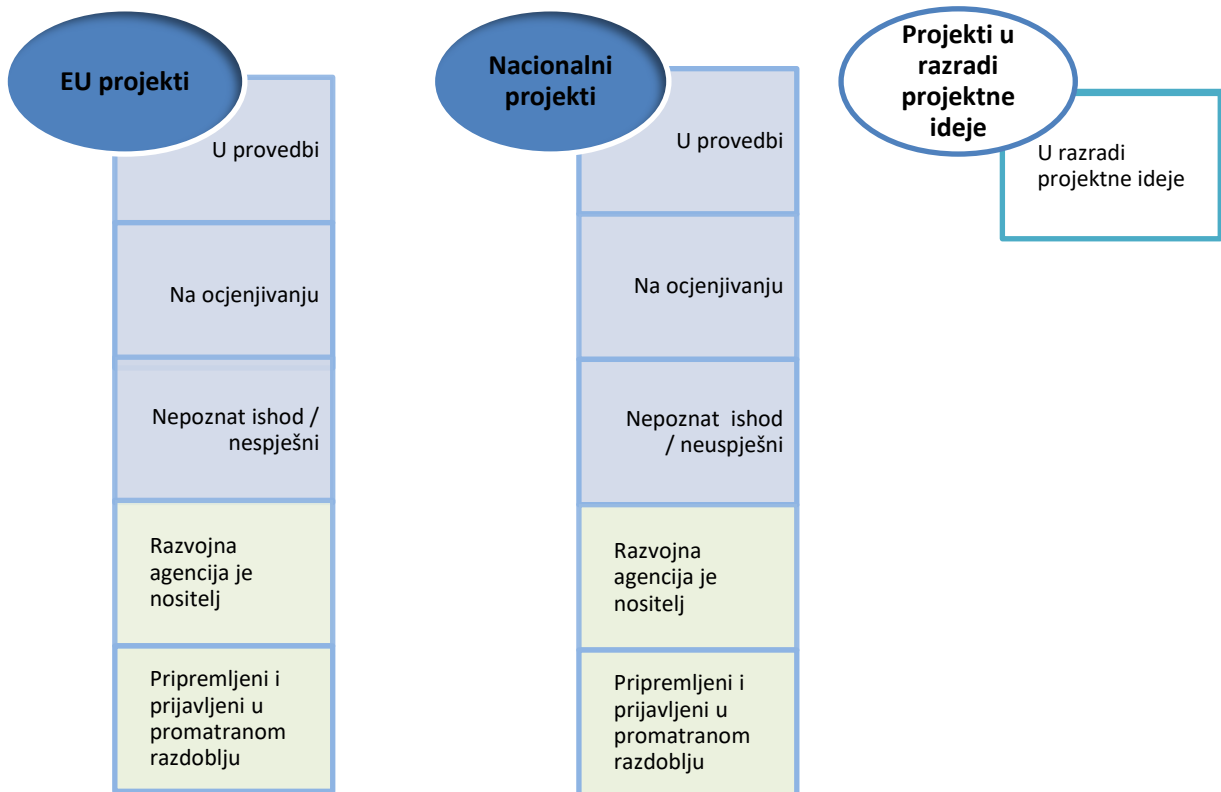 EU projekti
U provedbi
Na ocjenjivanju
Nepoznat ishod /
nespješni
Razvojna
agencija je
nositelj
Pripremljeni i
prijavljeni u
promatranom
razdoblju
Nacionalni
projekti
U provedbi
Na ocjenjivanju
Nepoznat  ishod
/ neuspješni
Razvojna
agencija je
nositelj
Pripremljeni i
prijavljeni u
promatranom
razdoblju
Projekti u
razradi
projektne
ideje
U razradi
projektne ideje